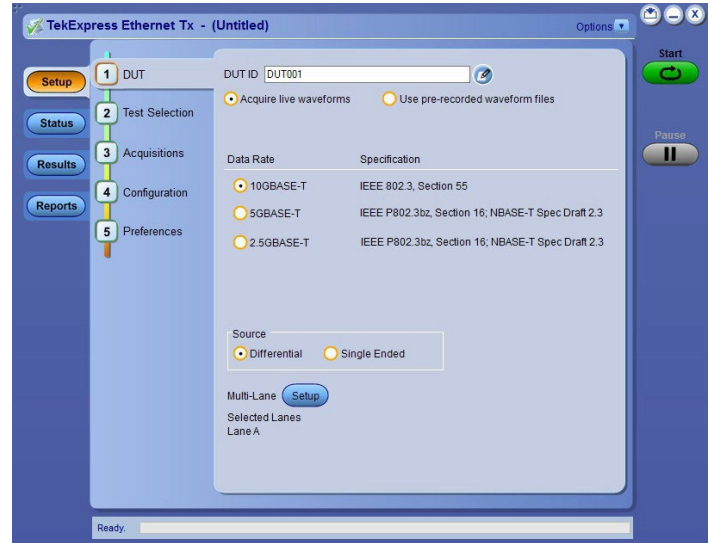 TekExpress Ethernet Tx - (Untitled)
Options
Start
Setup
Status
Results
Reports
Pause
1 DUT
2 Test Selection
3 Acquisitions
4 Configuration
5 Preferences
DUT ID DUT001
Acquire live waveforms Use pre-recorded waveform files
Data Rate Specification
10GBASE-T IEEE 802.3, Section 55
5GBASE-T IEEE P802.3bz, Section 16; NBASE-T Spec Draft 2.3
2.5GBASE-T IEEE P802.3bz, Section 16; NBASE-T Spec Draft 2.3
Source
Differential Single Ended
Multi-Lane Setup
Selected Lanes
Lane A
Ready.